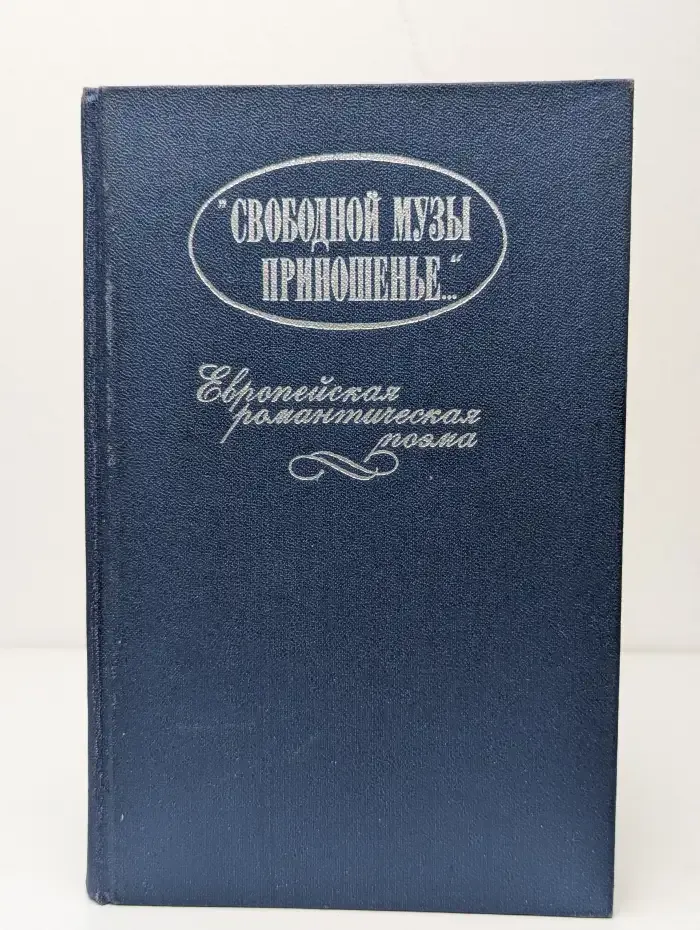 "СВОБОДНОЙ МУЗЫ
ПРИНОШЕНЬЕ..."
Европейская
романтическая
поэма